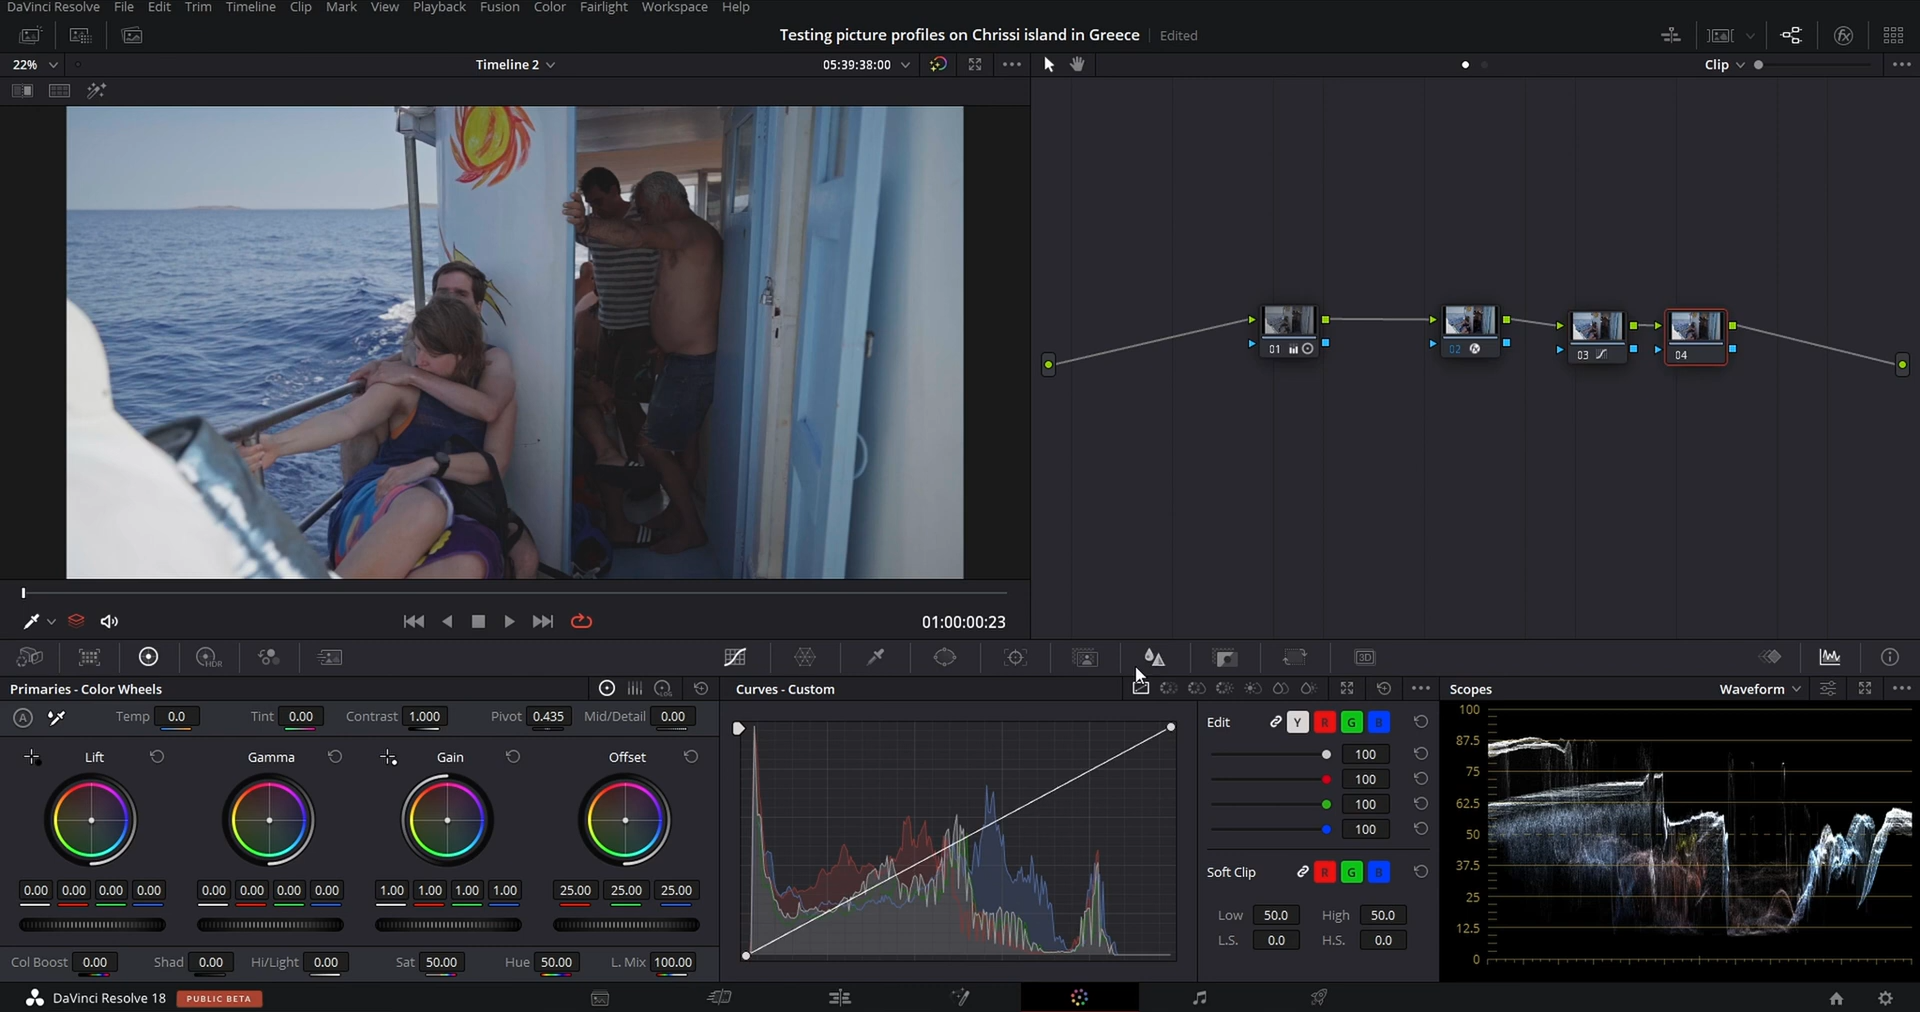 DaVinci Resolve File Edit Trim Timeline Clip Mark View Playback Fusion Color Fairlight Workspace Help
Testing picture profiles on Chrissi island in Greece Edited
22% Timeline 2 05:39:38:00 Clip
01 02 03 04
01:00:00:23
HDR 3D
Primaries - Color Wheels
Curves - Custom
Scopes Waveform
A Temp 0.0 Tint 0.00 Contrast 1.000 Pivot 0.435 Mid/Detail 0.00
Lift Gamma Gain Offset
0.00 0.00 0.00 0.00 0.00 0.00 0.00 0.00 1.00 1.00 1.00 1.00 25.00 25.00 25.00
Col Boost 0.00 Shad 0.00 Hi/Light 0.00 Sat 50.00 Hue 50.00 L. Mix 100.00
Edit Y R G B
100
100
100
100
Soft Clip R G B
Low 50.0 High 50.0
L.S. 0.0 H.S. 0.0
100
87.5
75
62.5
50
37.5
25
12.5
0
DaVinci Resolve 18 PUBLIC BETA